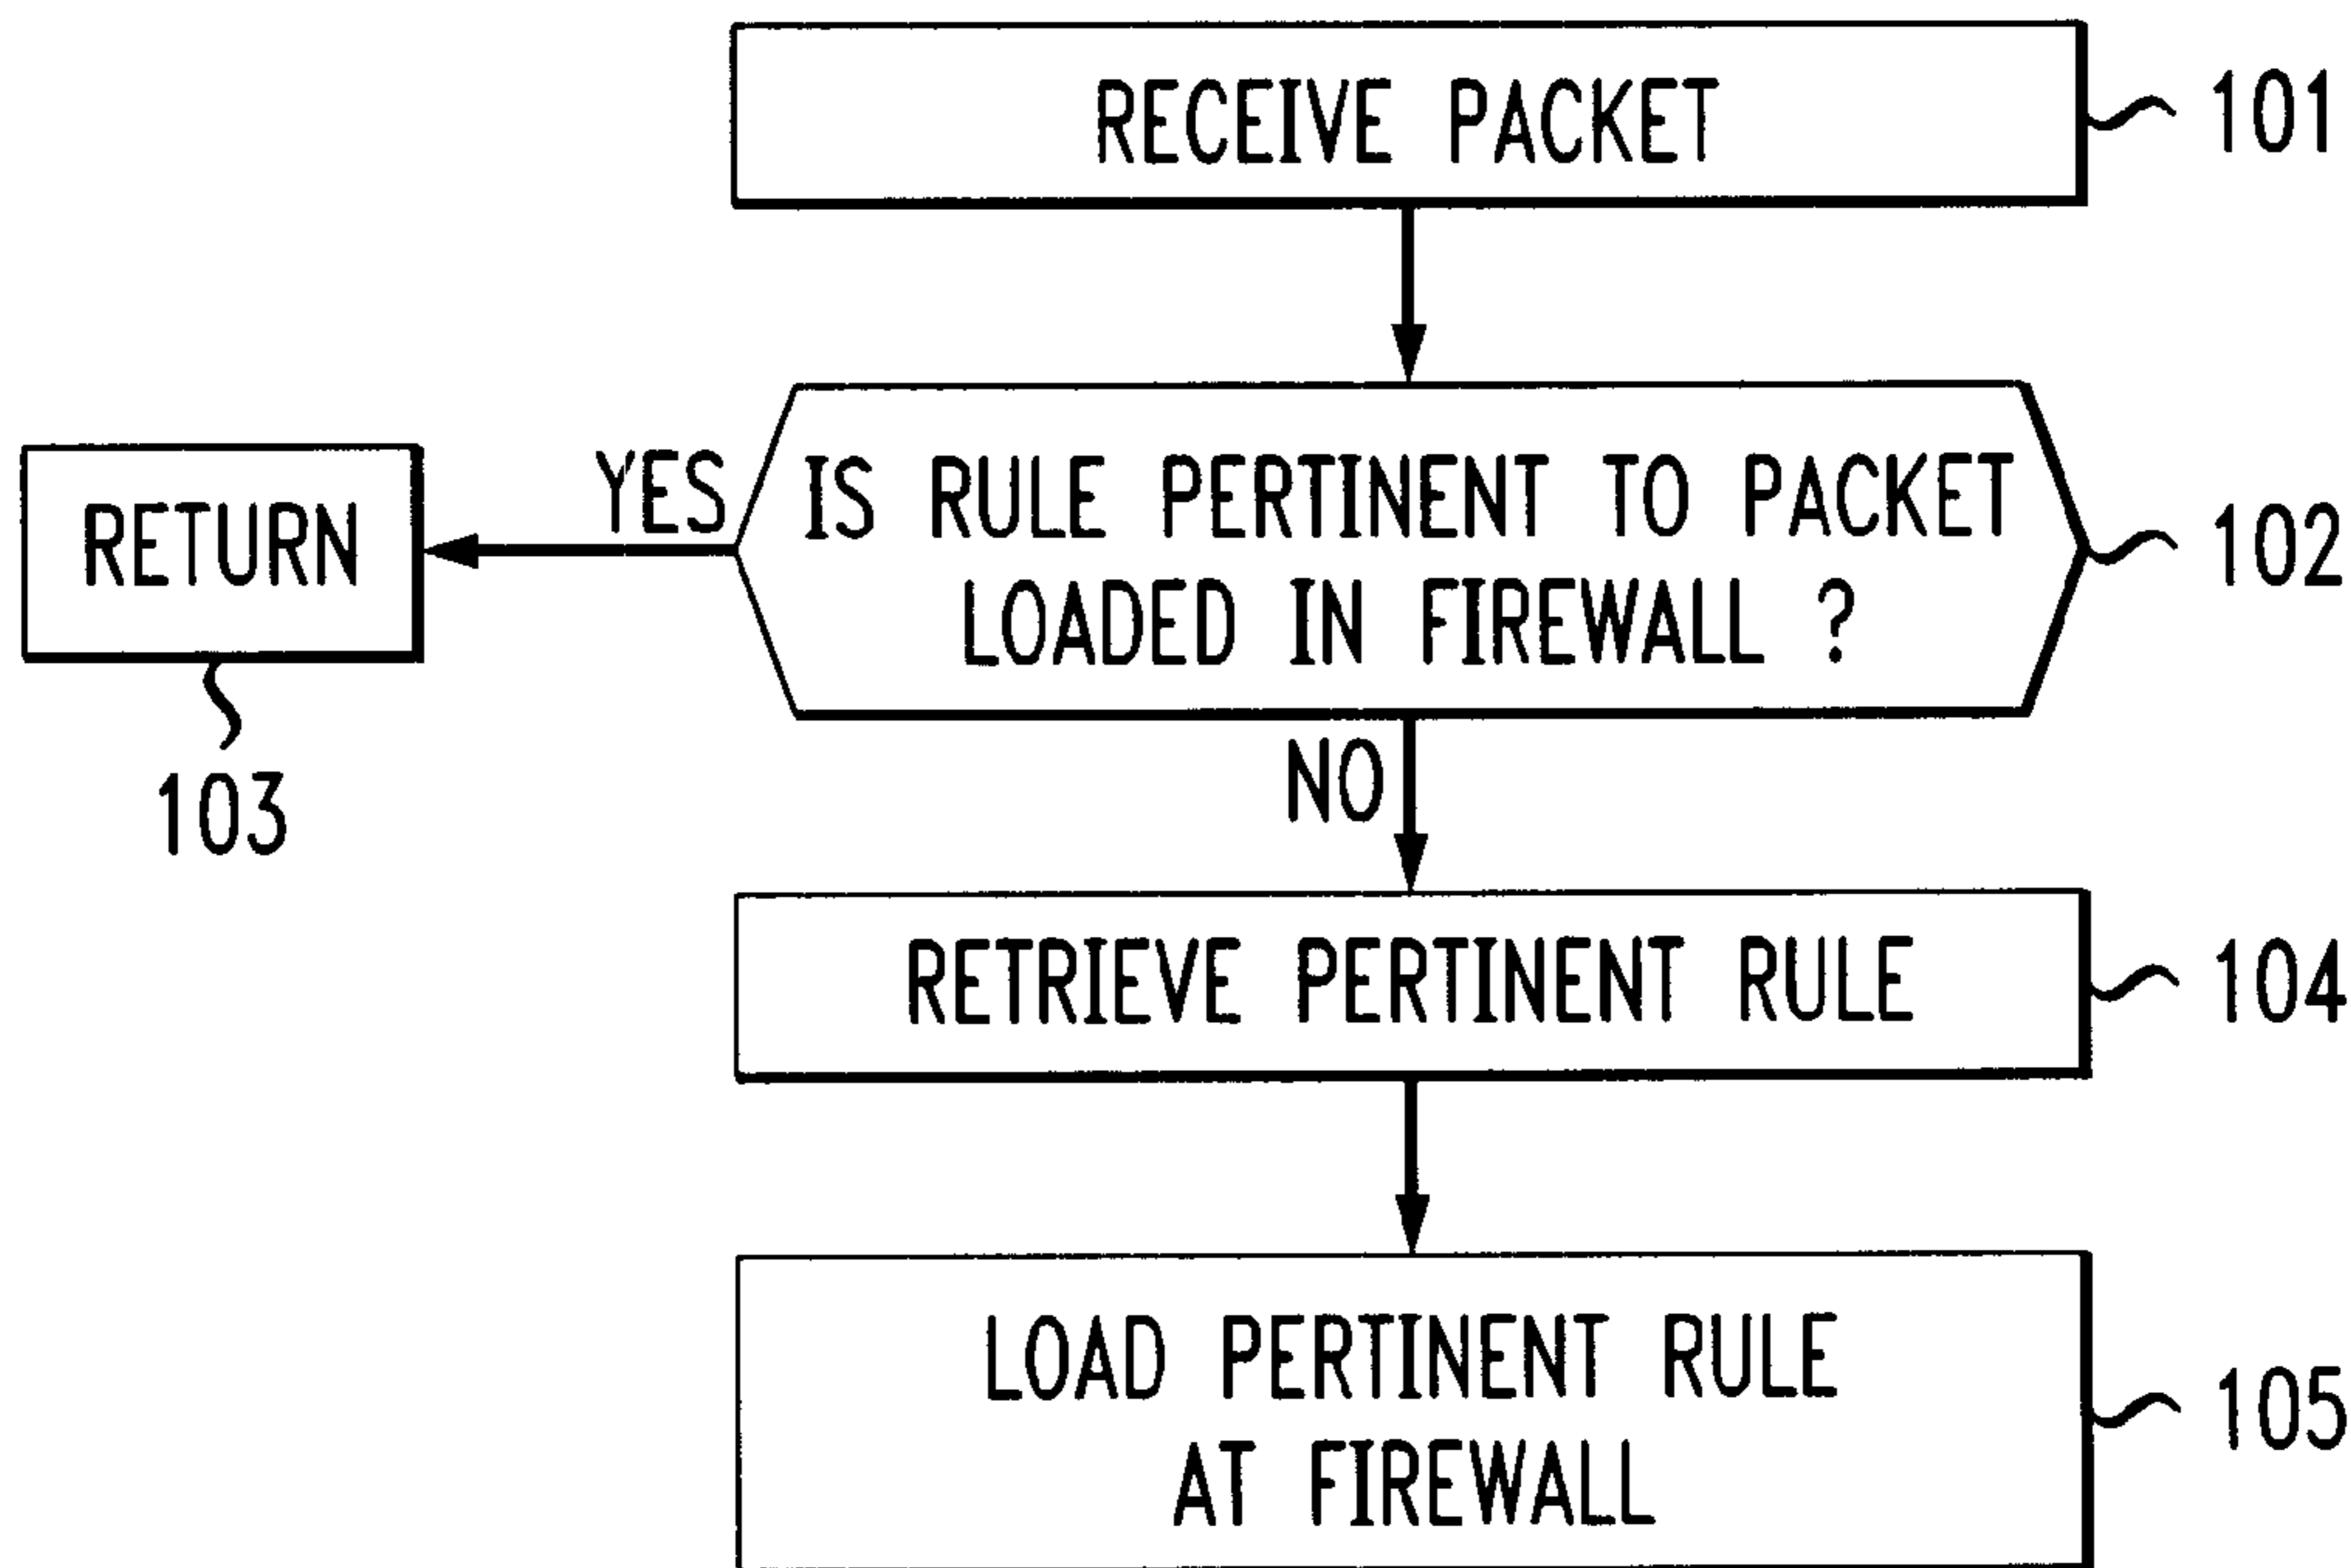 RECEIVE PACKET
101
YES
IS RULE PERTINENT TO PACKET
LOADED IN FIREWALL ?
102
RETURN
103
NO
RETRIEVE PERTINENT RULE
104
LOAD PERTINENT RULE
AT FIREWALL
105